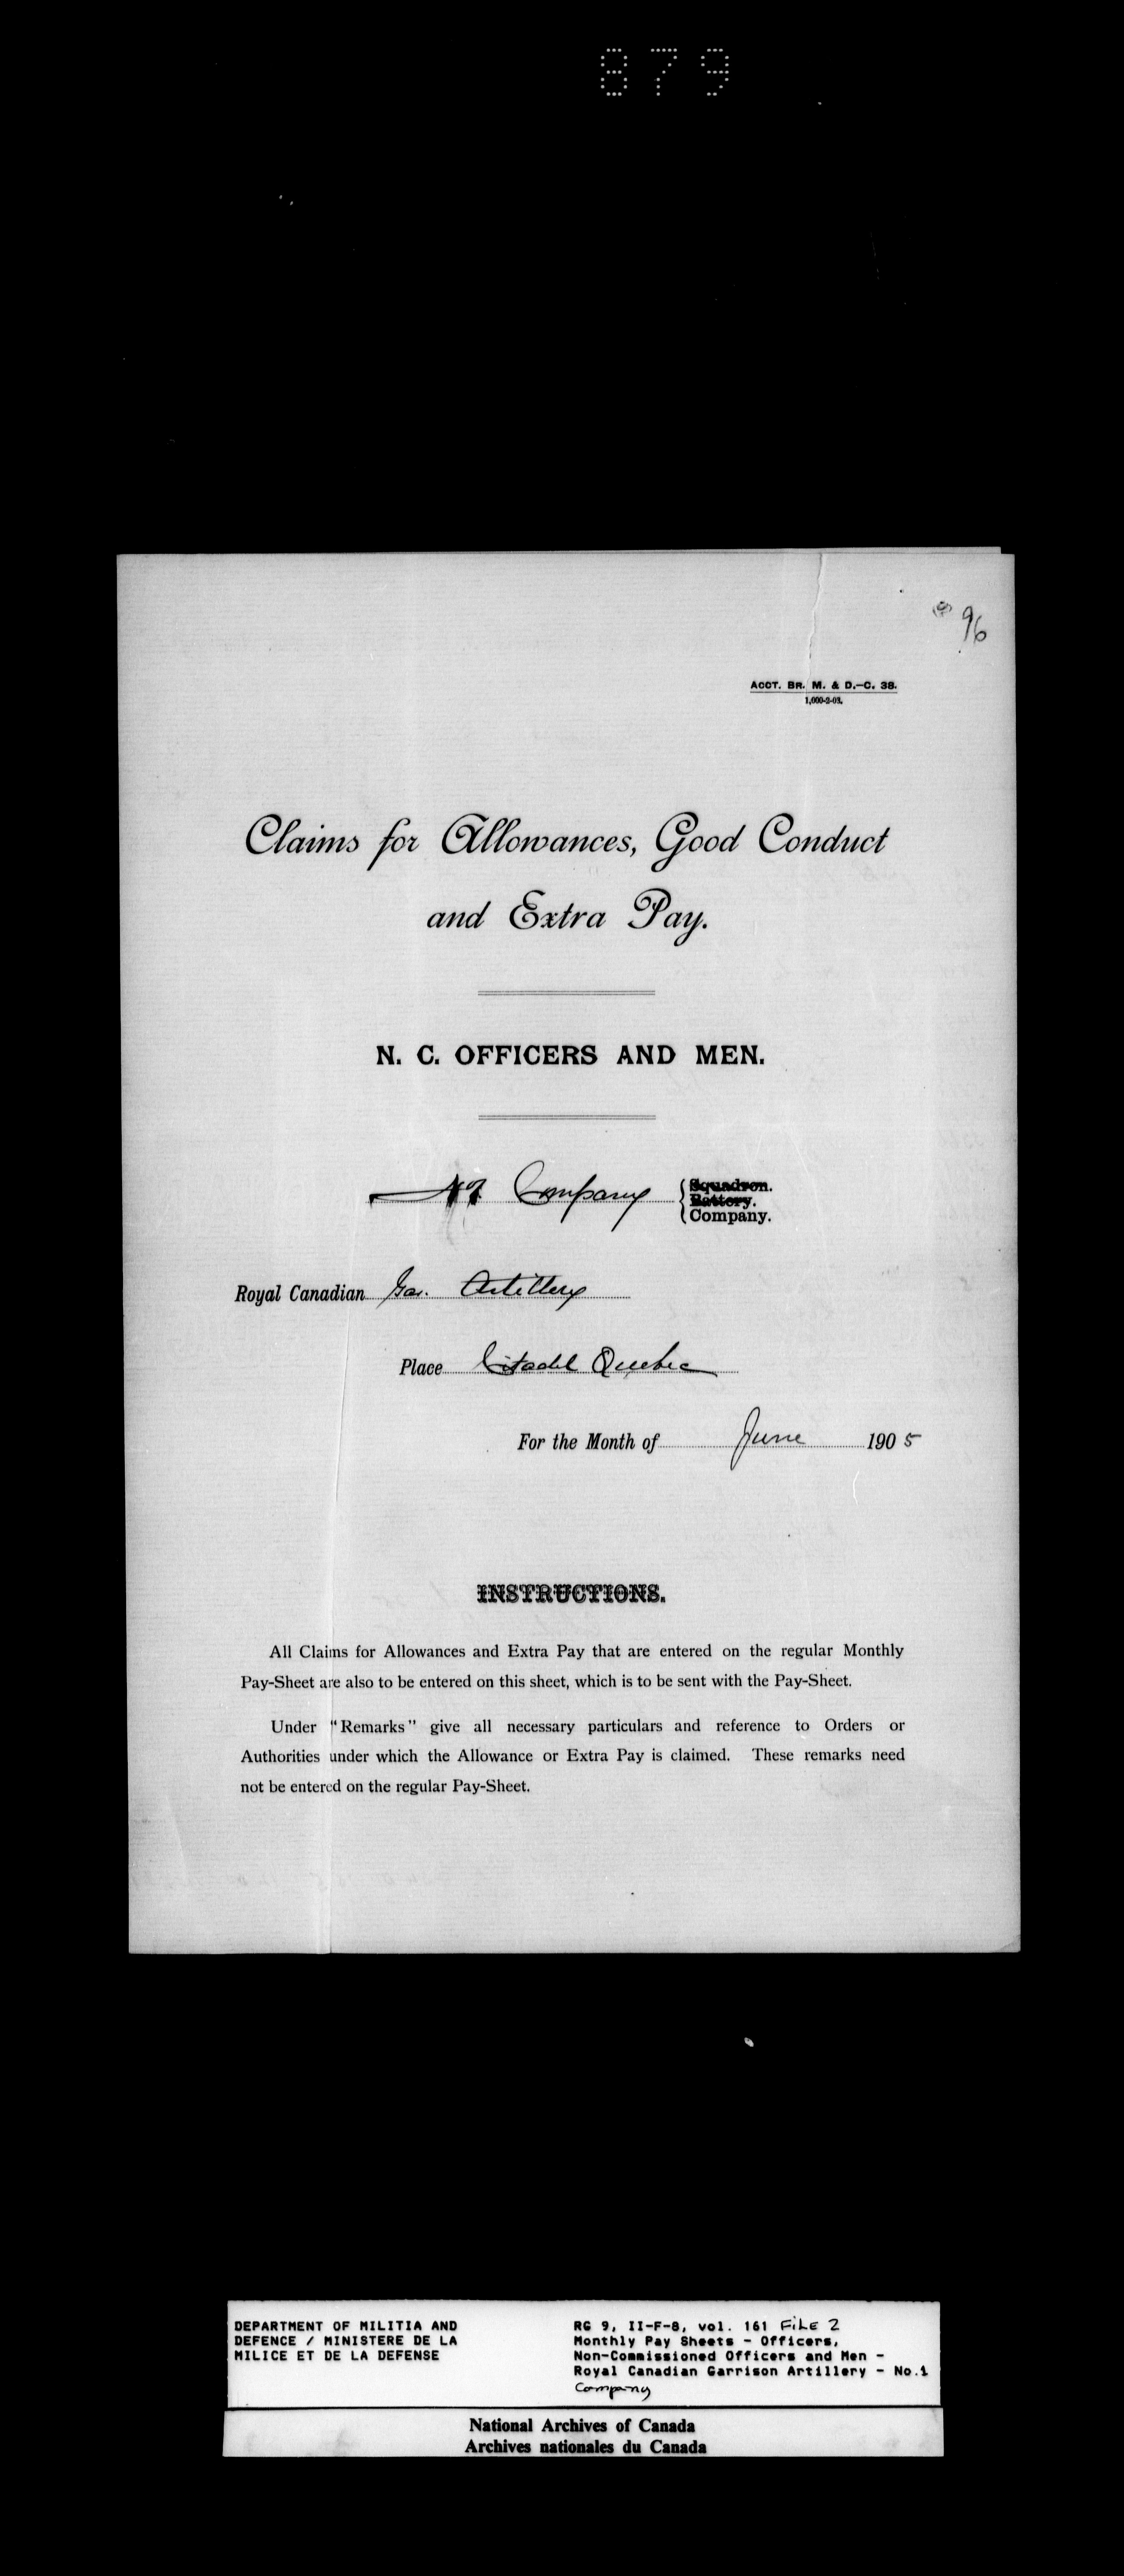 879
96
ACCT. BR. M. & D.—C. 38.
1,000-2-03.
Claims for Allowances, Good Conduct
and Extra Pay.
N. C. OFFICERS AND MEN.
Company { Squadron.
Battery.
Company.
Royal Canadian Gar. Artillery
Place Citadel Quebec
For the Month of June 1905
INSTRUCTIONS.
All Claims for Allowances and Extra Pay that are entered on the regular Monthly
Pay-Sheet are also to be entered on this sheet, which is to be sent with the Pay-Sheet.
Under "Remarks" give all necessary particulars and reference to Orders or
Authorities under which the Allowance or Extra Pay is claimed. These remarks need
not be entered on the regular Pay-Sheet.
DEPARTMENT OF MILITIA AND
DEFENCE / MINISTERE DE LA
MILICE ET DE LA DEFENSE
RG 9, II-F-8, vol. 161 FiLE 2
Monthly Pay Sheets - Officers,
Non-Commissioned Officers and Men -
Royal Canadian Garrison Artillery - No.1
Company
National Archives of Canada
Archives nationales du Canada